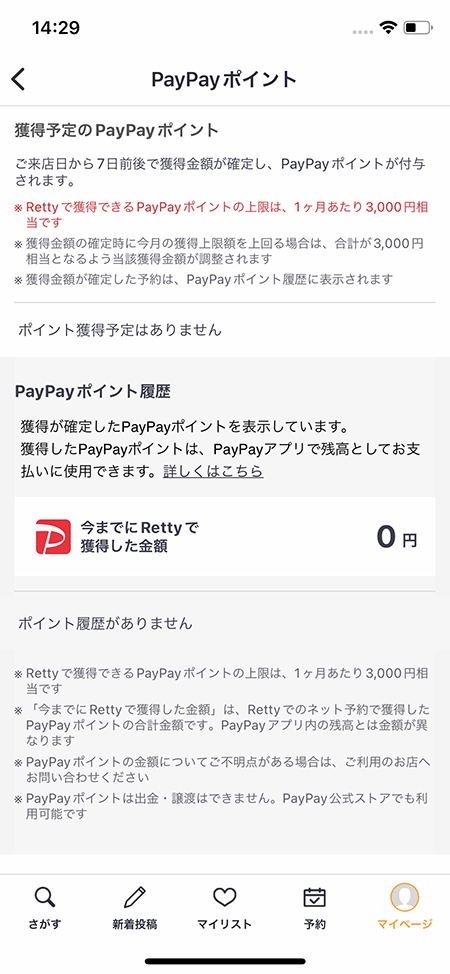 14:29
PayPayポイント
獲得予定のPayPayポイント
ご来店日から7日前後で獲得金額が確定し、PayPayポイントが付与
されます。
※ Rettyで獲得できるPayPayポイントの上限は、1ヶ月あたり3,000円相
当です
※ 獲得金額の確定時に今月の獲得上限額を上回る場合は、合計が3,000円
相当となるよう当該獲得金額が調整されます
※ 獲得金額が確定した予約は、PayPayポイント履歴に表示されます
ポイント獲得予定はありません
PayPayポイント履歴
獲得が確定したPayPayポイントを表示しています。
獲得したPayPayポイントは、PayPayアプリで残高としてお支
払いに使用できます。詳しくはこちら
今までにRettyで
獲得した金額
0 円
ポイント履歴がありません
※ Rettyで獲得できるPayPayポイントの上限は、1ヶ月あたり3,000円相
当です
※ 「今までにRettyで獲得した金額」は、Rettyでのネット予約で獲得した
PayPayポイントの合計金額です。PayPayアプリ内の残高とは金額が異
なります
※ PayPayポイントの金額についてご不明点がある場合は、ご利用のお店へ
お問い合わせください
※ PayPayポイントは出金・譲渡はできません。PayPay公式ストアでも利
用可能です
さがす
新着投稿
マイリスト
予約
マイページ